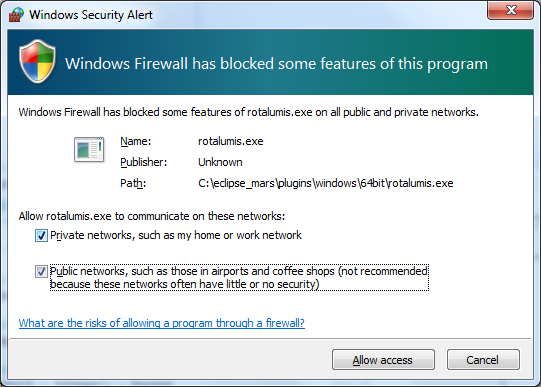 Windows Security Alert
Windows Firewall has blocked some features of this program
Windows Firewall has blocked some features of rotalumis.exe on all public and private networks.
Name: rotalumis.exe
Publisher: Unknown
Path: C:\eclipse_mars\plugins\windows\64bit\rotalumis.exe
Allow rotalumis.exe to communicate on these networks:
Private networks, such as my home or work network
Public networks, such as those in airports and coffee shops (not recommended
because these networks often have little or no security)
What are the risks of allowing a program through a firewall?
Allow access Cancel